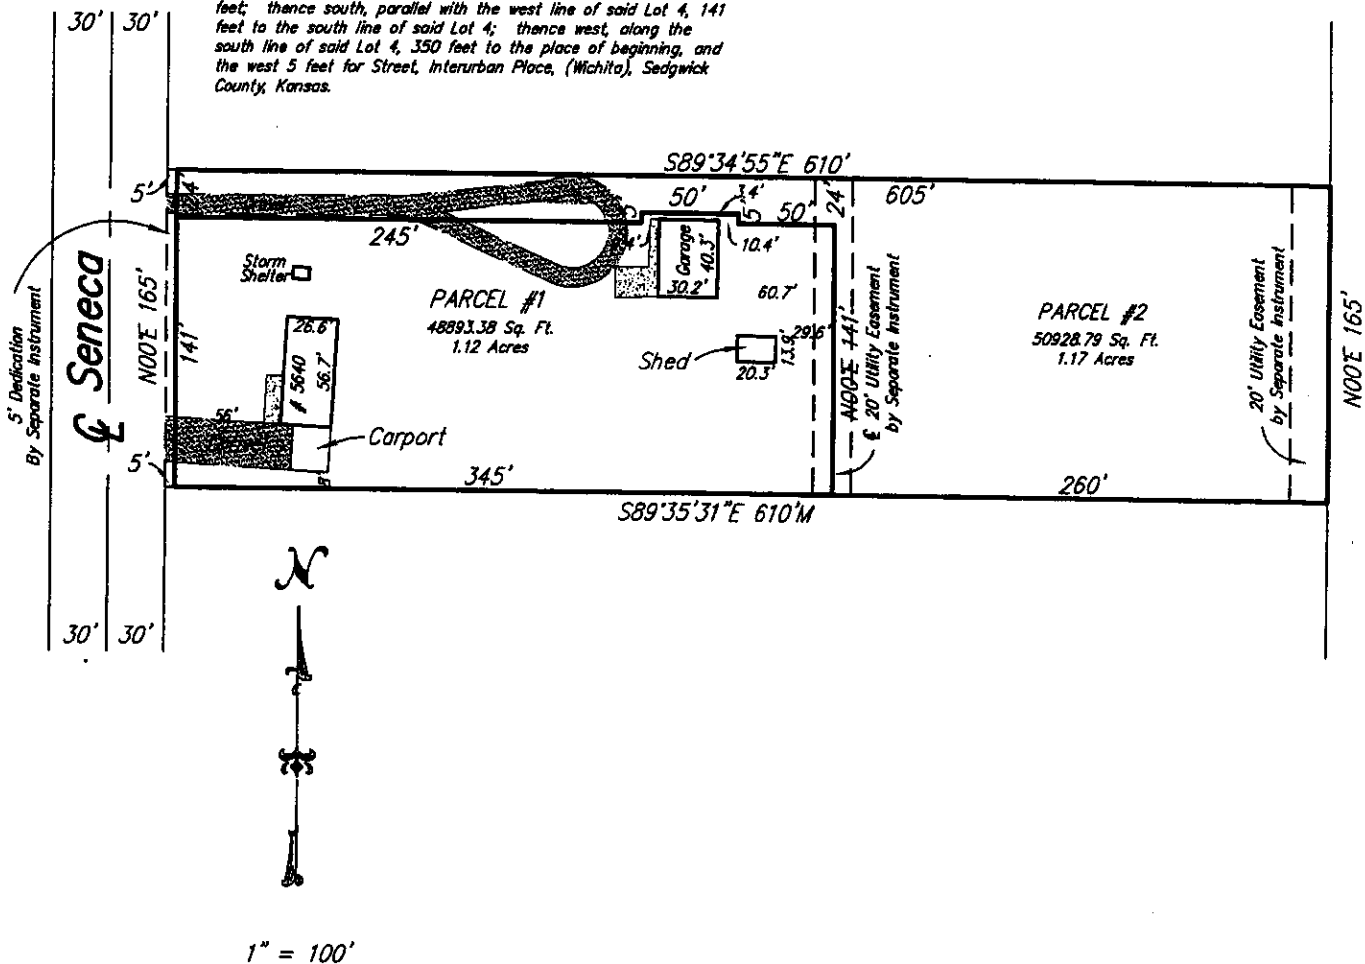 feet; thence south, parallel with the west line of said Lot 4, 141
feet to the south line of said Lot 4; thence west, along the
south line of said Lot 4, 350 feet to the place of beginning, and
the west 5 feet for Street, Interurban Place, (Wichita), Sedgwick
County, Kansas.
30' 30'
S89°34'55"E 610'
5'
24'
50'
3.4'
605'
24'
5'
5'
50'
245'
10.4'
Storm
Shelter
Garage
40.3'
30.2'
60.7'
PARCEL #1
48893.38 Sq. Ft.
1.12 Acres
PARCEL #2
50928.79 Sq. Ft.
1.17 Acres
5' Dedication
By Separate Instrument
℄ Seneca
N00°E 165'
141'
26.6'
# 5640
56.7'
Shed
20.3'
13.9'
29.6'
N00°E 141'
℄ 20' Utility Easement
by Separate Instrument
20' Utility Easement
by Separate Instrument
N00°E 165'
56'
Carport
5'
8'
345'
260'
S89°35'31"E 610'M
N
30' 30'
1" = 100'